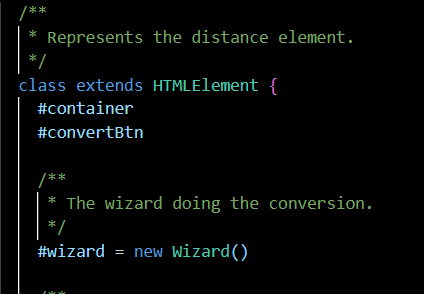 /**
* Represents the distance element.
*/
class extends HTMLElement {
#container
#convertBtn
/**
* The wizard doing the conversion.
*/
#wizard = new Wizard()
/**